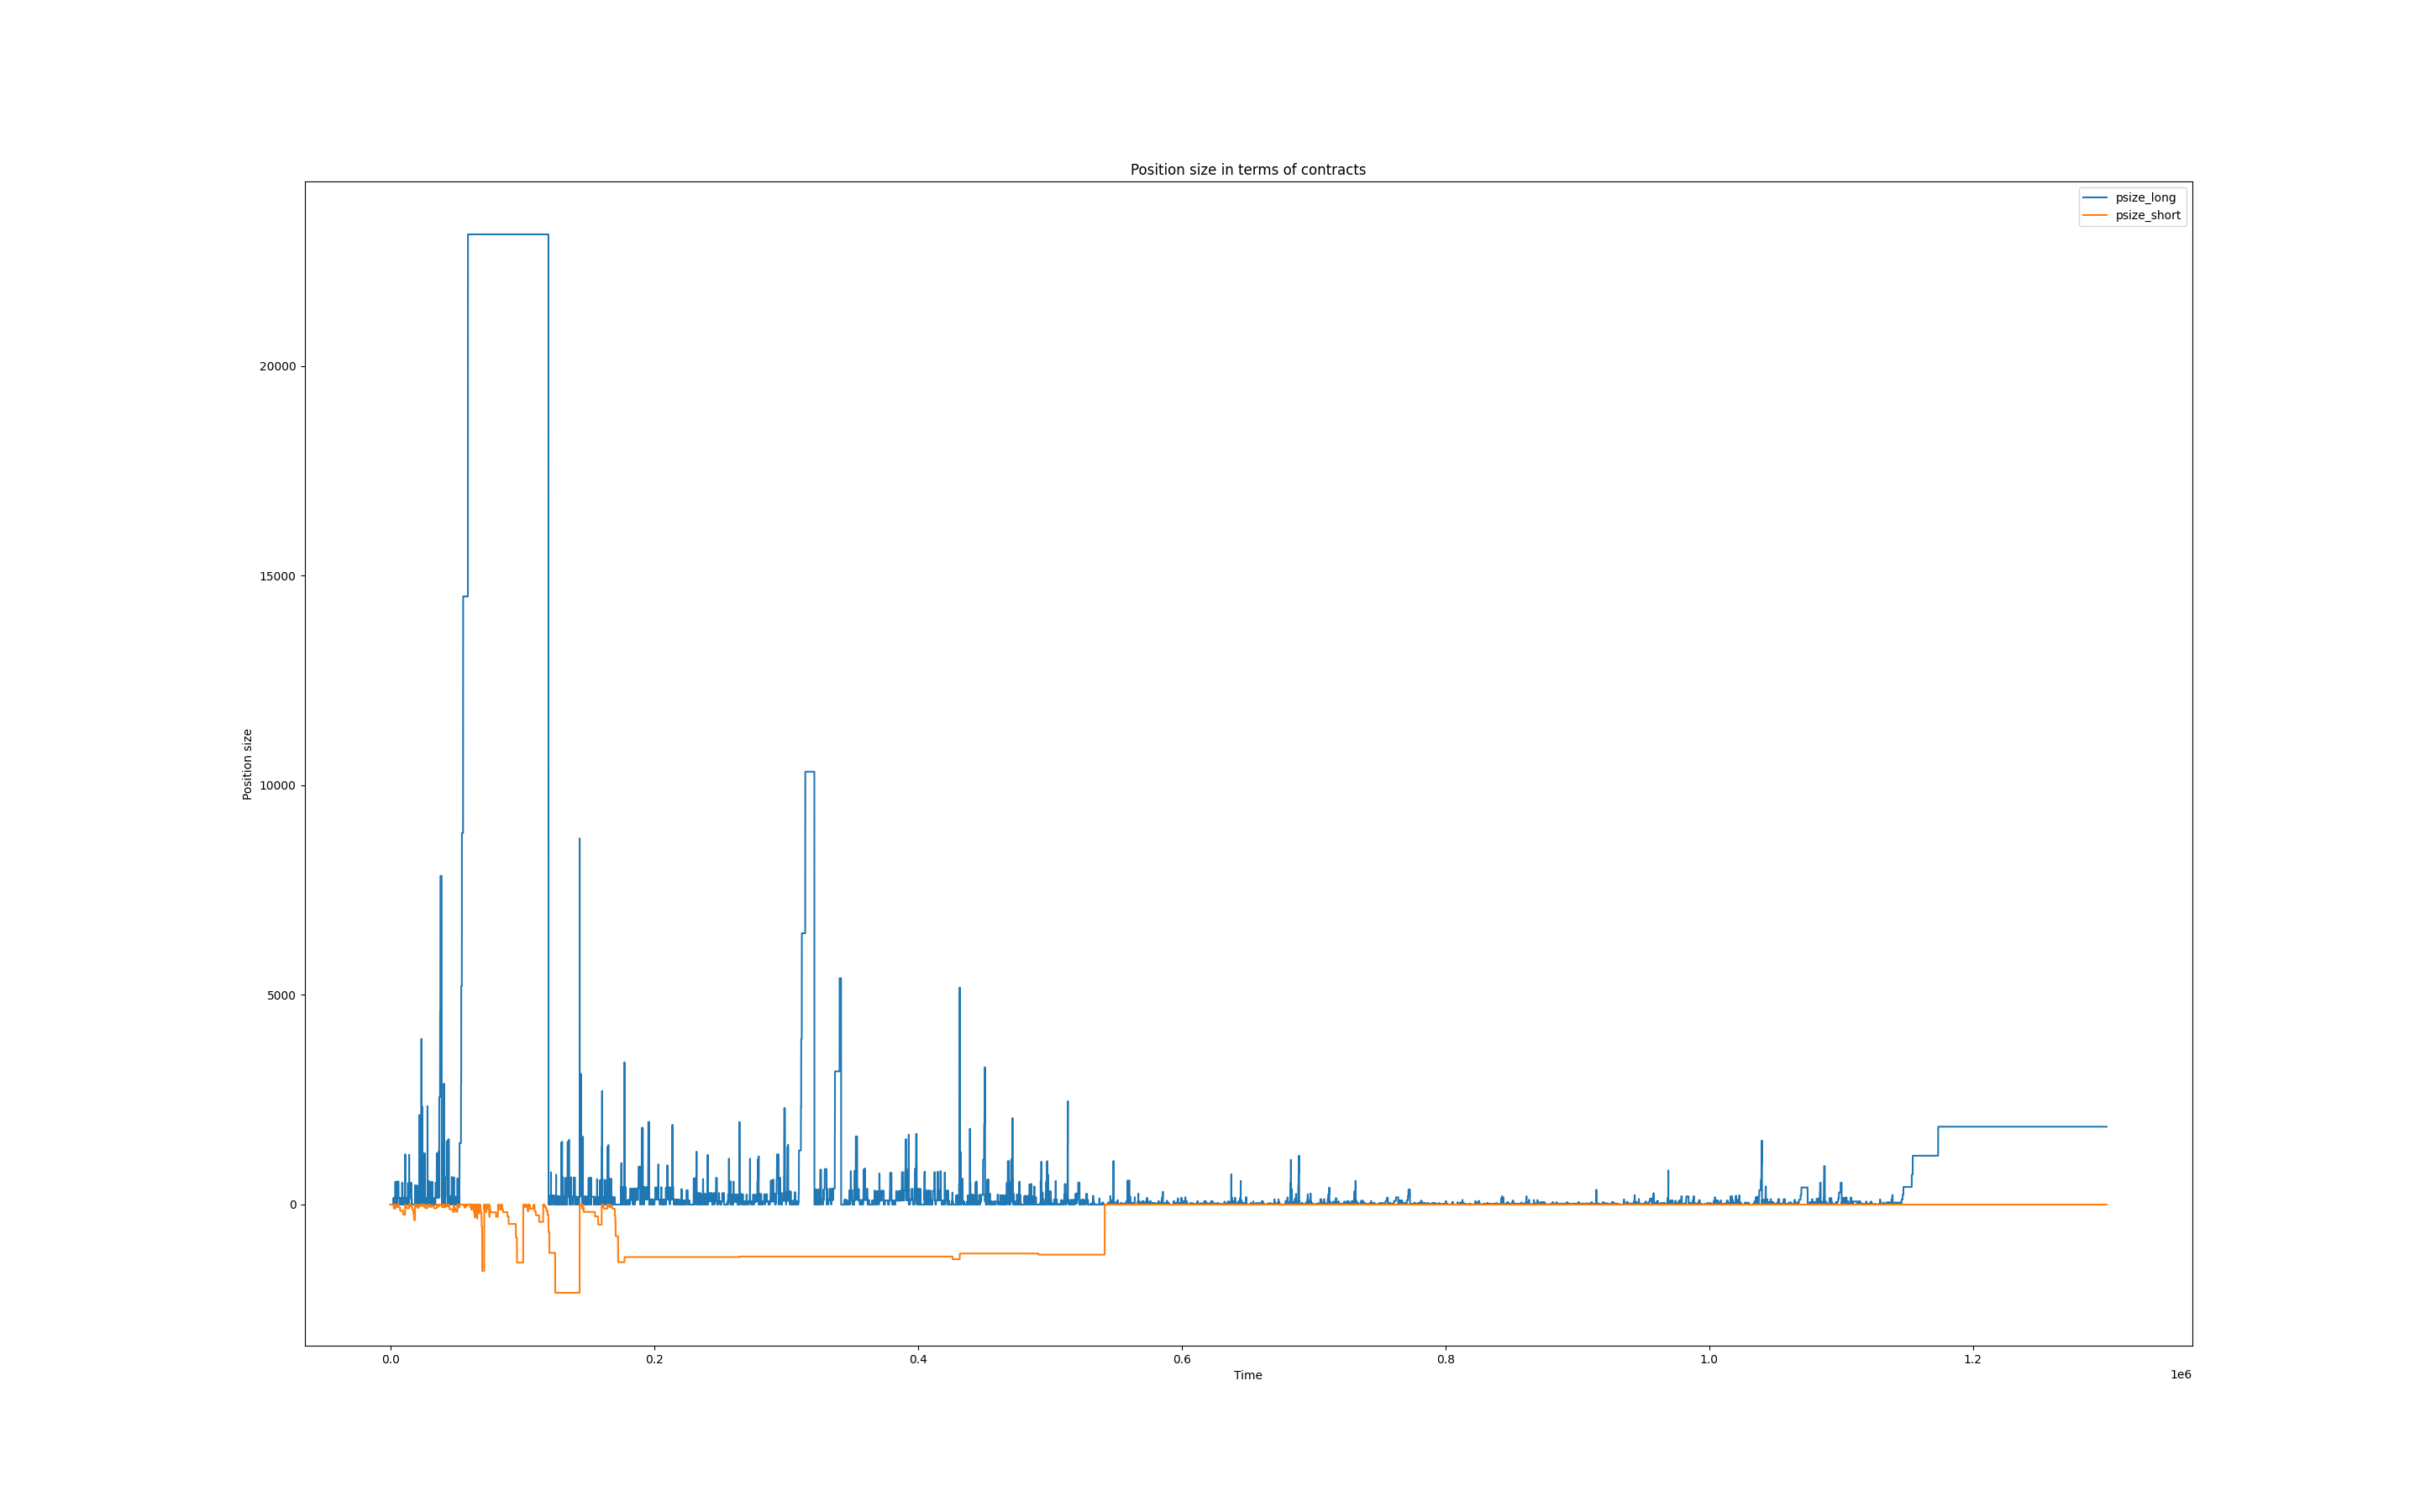 Position size in terms of contracts
psize_long
psize_short
Position size
20000
15000
10000
5000
0
0.0
0.2
0.4
0.6
0.8
1.0
1.2
Time
1e6